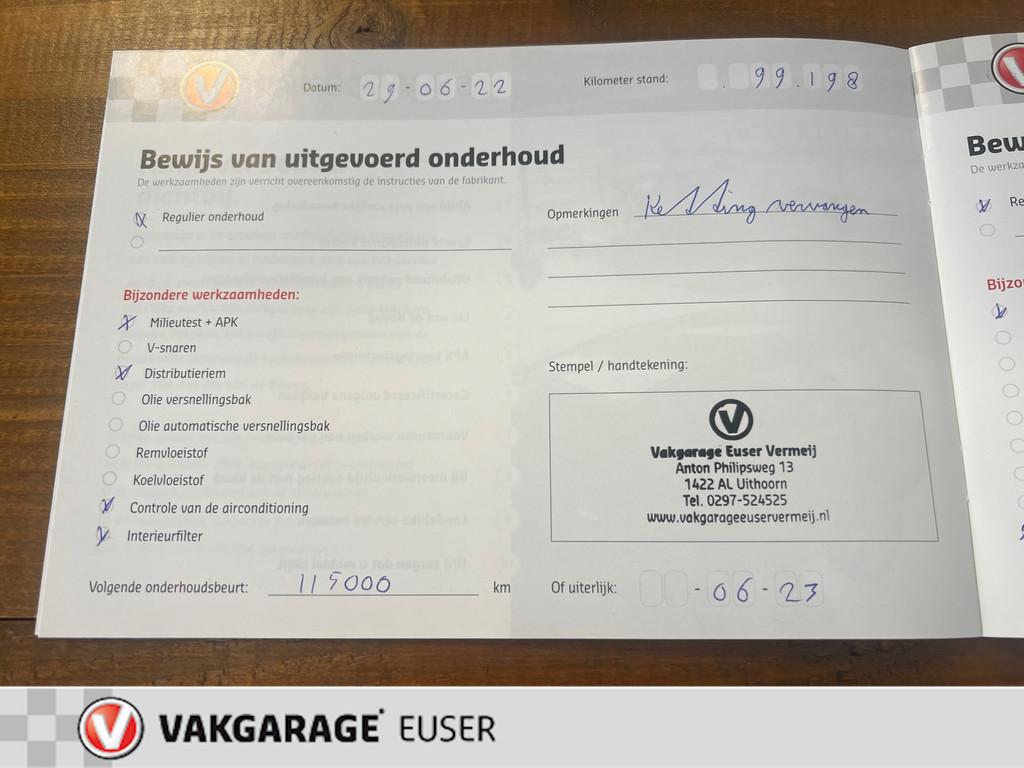 Datum: 29-06-22
Kilometer stand: 99.198
Bewijs van uitgevoerd onderhoud
De werkzaamheden zijn verricht overeenkomstig de instructies van de fabrikant.
Regulier onderhoud
Opmerkingen Ketting vervangen
Bijzondere werkzaamheden:
Milieutest + APK
V-snaren
Distributieriem
Olie versnellingsbak
Olie automatische versnellingsbak
Remvloeistof
Koelvloeistof
Controle van de airconditioning
Interieurfilter
Volgende onderhoudsbeurt: 115000 km
Stempel / handtekening:
Vakgarage Euser Vermeij
Anton Philipsweg 13
1422 AL Uithoorn
Tel. 0297-524525
www.vakgarageeuservermeij.nl
Of uiterlijk: -06-23
Bew
De werkza
Re
Bijzo
VAKGARAGE EUSER